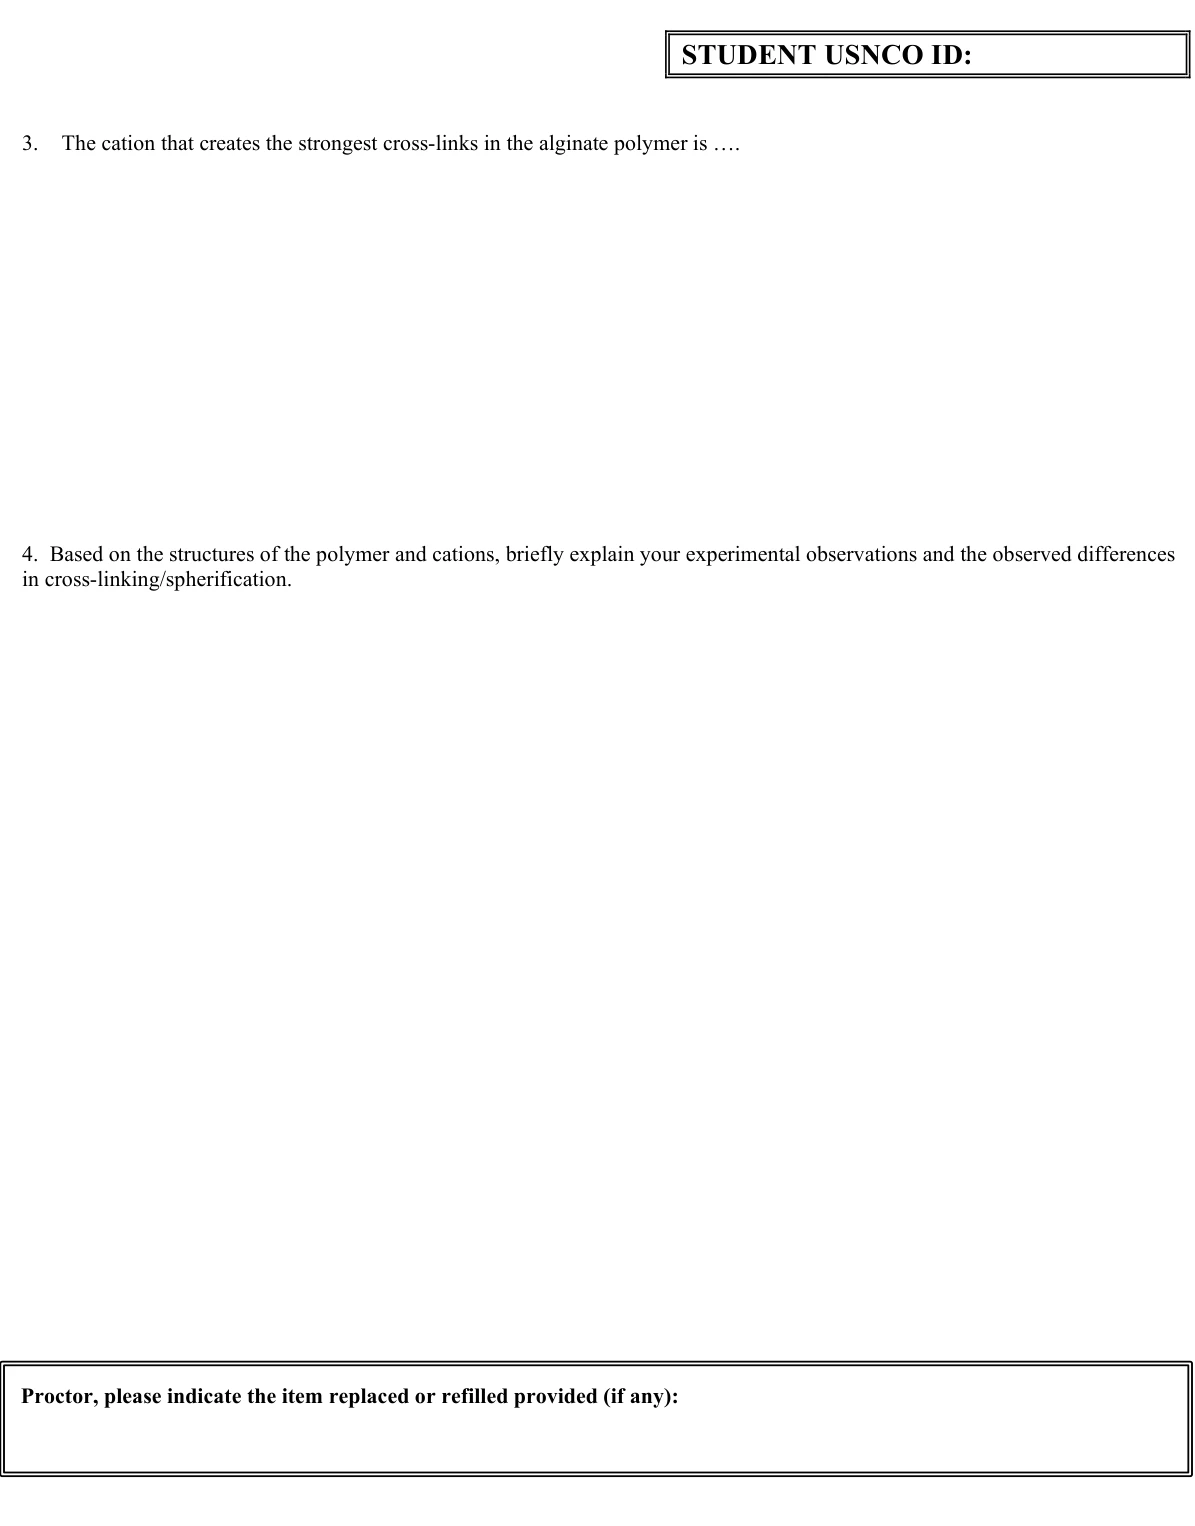 STUDENT USNCO ID:
3. The cation that creates the strongest cross-links in the alginate polymer is ….
4. Based on the structures of the polymer and cations, briefly explain your experimental observations and the observed differences
in cross-linking/spherification.
Proctor, please indicate the item replaced or refilled provided (if any):